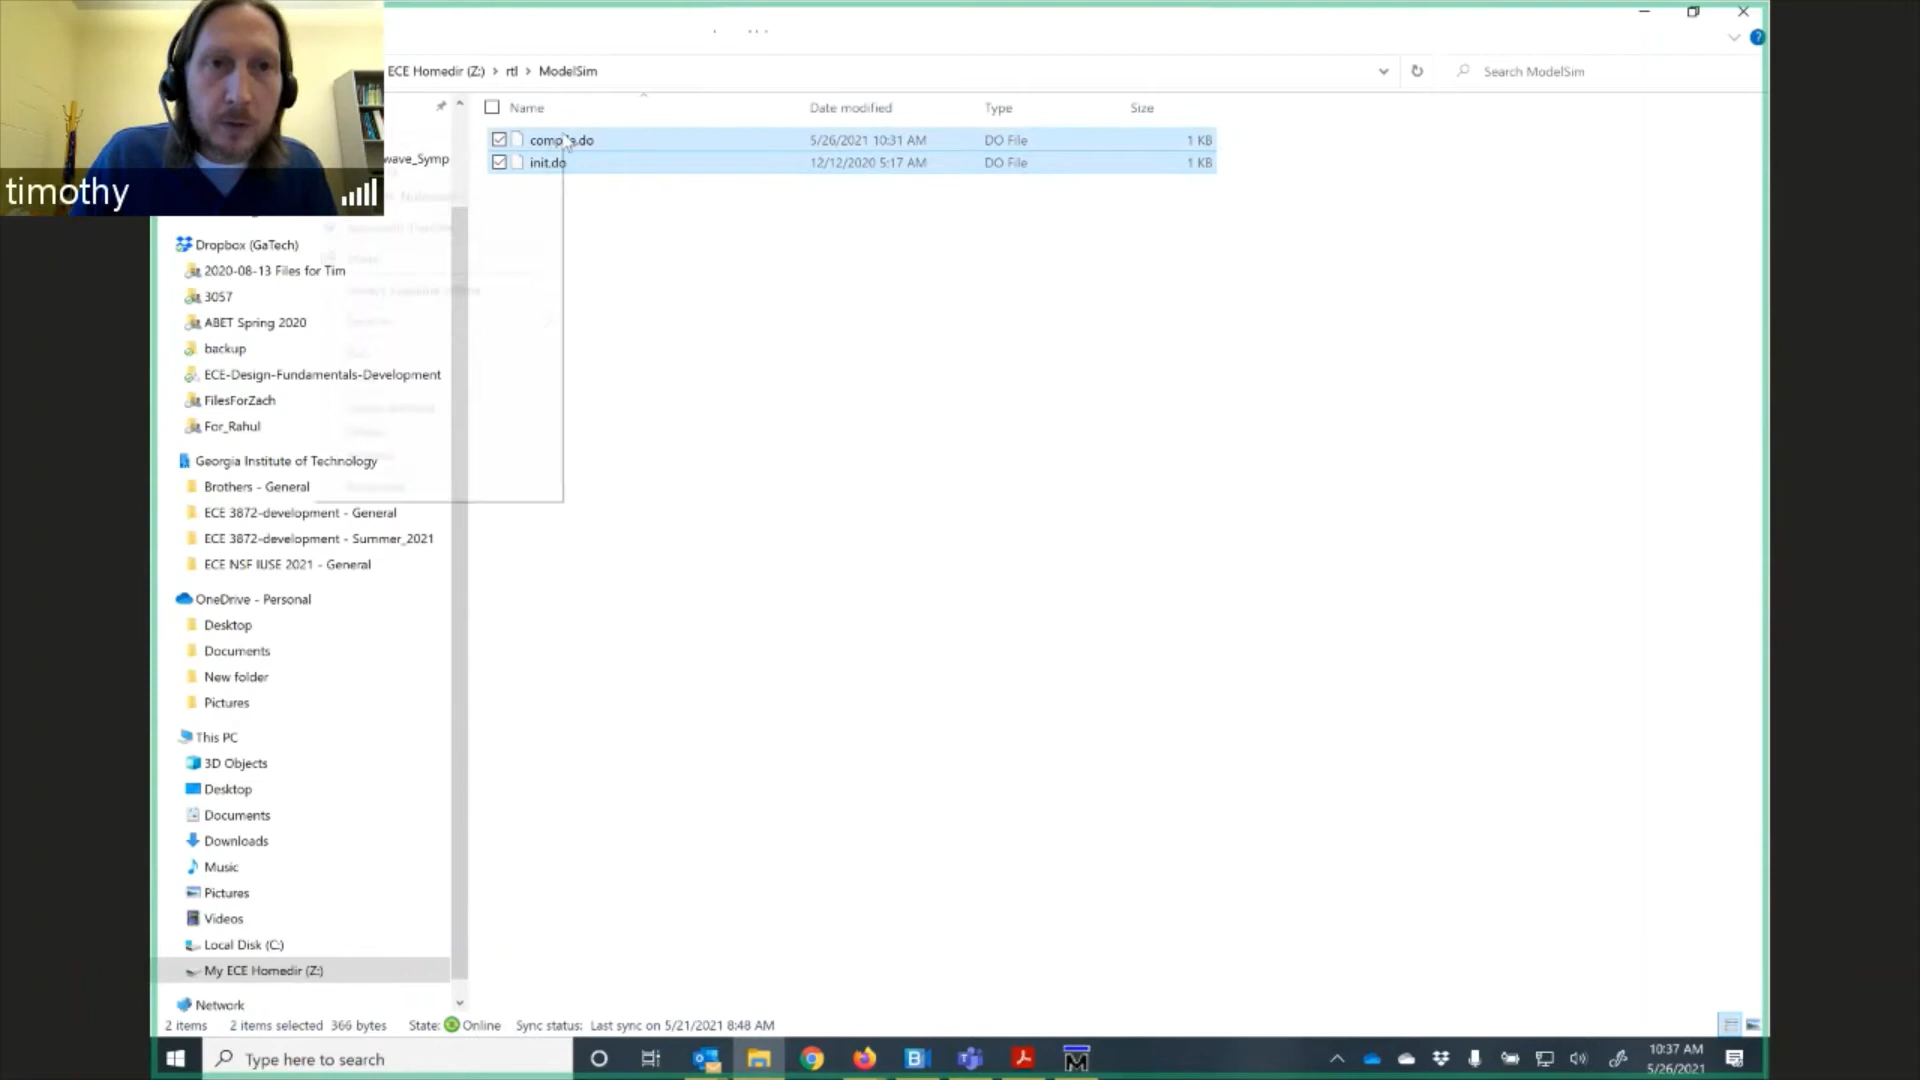 timothy
ECE Homedir (Z:) > rtl > ModelSim
Search ModelSim
Name
Date modified
Type
Size
compile.do
5/26/2021 10:31 AM
DO File
1 KB
init.do
12/12/2020 5:17 AM
DO File
1 KB
wave_Symp
Dropbox (GaTech)
2020-08-13 Files for Tim
3057
ABET Spring 2020
backup
ECE-Design-Fundamentals-Development
FilesForZach
For_Rahul
Georgia Institute of Technology
Brothers - General
ECE 3872-development - General
ECE 3872-development - Summer_2021
ECE NSF IUSE 2021 - General
OneDrive - Personal
Desktop
Documents
New folder
Pictures
This PC
3D Objects
Desktop
Documents
Downloads
Music
Pictures
Videos
Local Disk (C:)
My ECE Homedir (Z:)
Network
2 items 2 items selected 366 bytes State: Online Sync status: Last sync on 5/21/2021 8:48 AM
Type here to search
10:37 AM
5/26/2021